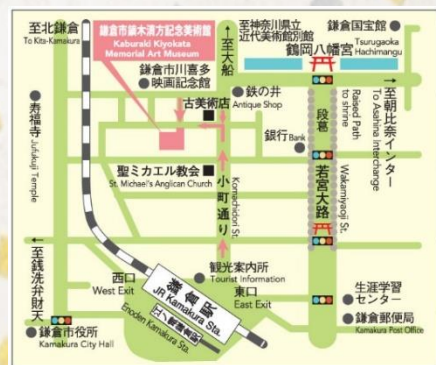 至北鎌倉
To Kita-Kamakura
鎌倉市鏑木清方記念美術館
Kaburaki Kiyokata
Memorial Art Museum
至大船
至神奈川県立
近代美術館別館
鎌倉国宝館
鶴岡八幡宮
Tsurugaoka
Hachimangu
鎌倉市川喜多
映画記念館
鉄の井
古美術店
Antique Shop
至朝比奈インター
To Asahina Interchange
段葛
Raised Path
to shrine
寿福寺
Jufukuji Temple
銀行 Bank
聖ミカエル教会
St. Michael's Anglican Church
小町通り
Komachidori St.
若宮大路
Wakamiyaoji St.
至銭洗弁財天
西口
West Exit
鎌倉駅
JR Kamakura Sta.
江ノ電鎌倉駅
Enoden Kamakura Sta.
観光案内所
Tourist Information
東口
East Exit
生涯学習
センター
鎌倉郵便局
Kamakura Post Office
鎌倉市役所
Kamakura City Hall